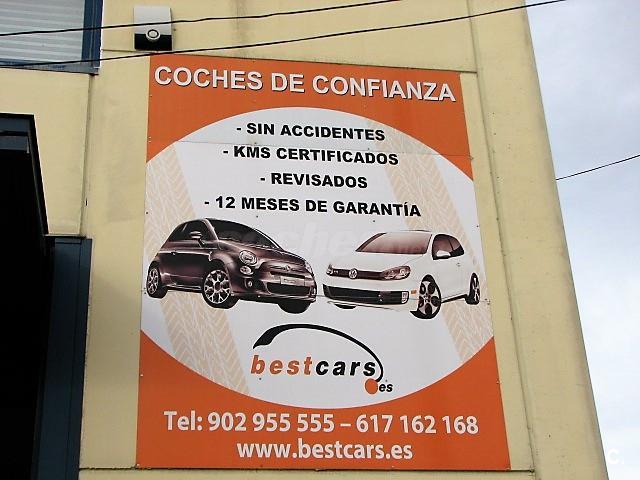 COCHES DE CONFIANZA
- SIN ACCIDENTES
- KMS CERTIFICADOS
- REVISADOS
- 12 MESES DE GARANTÍA
bestcars
.es
Tel: 902 955 555 – 617 162 168
www.bestcars.es